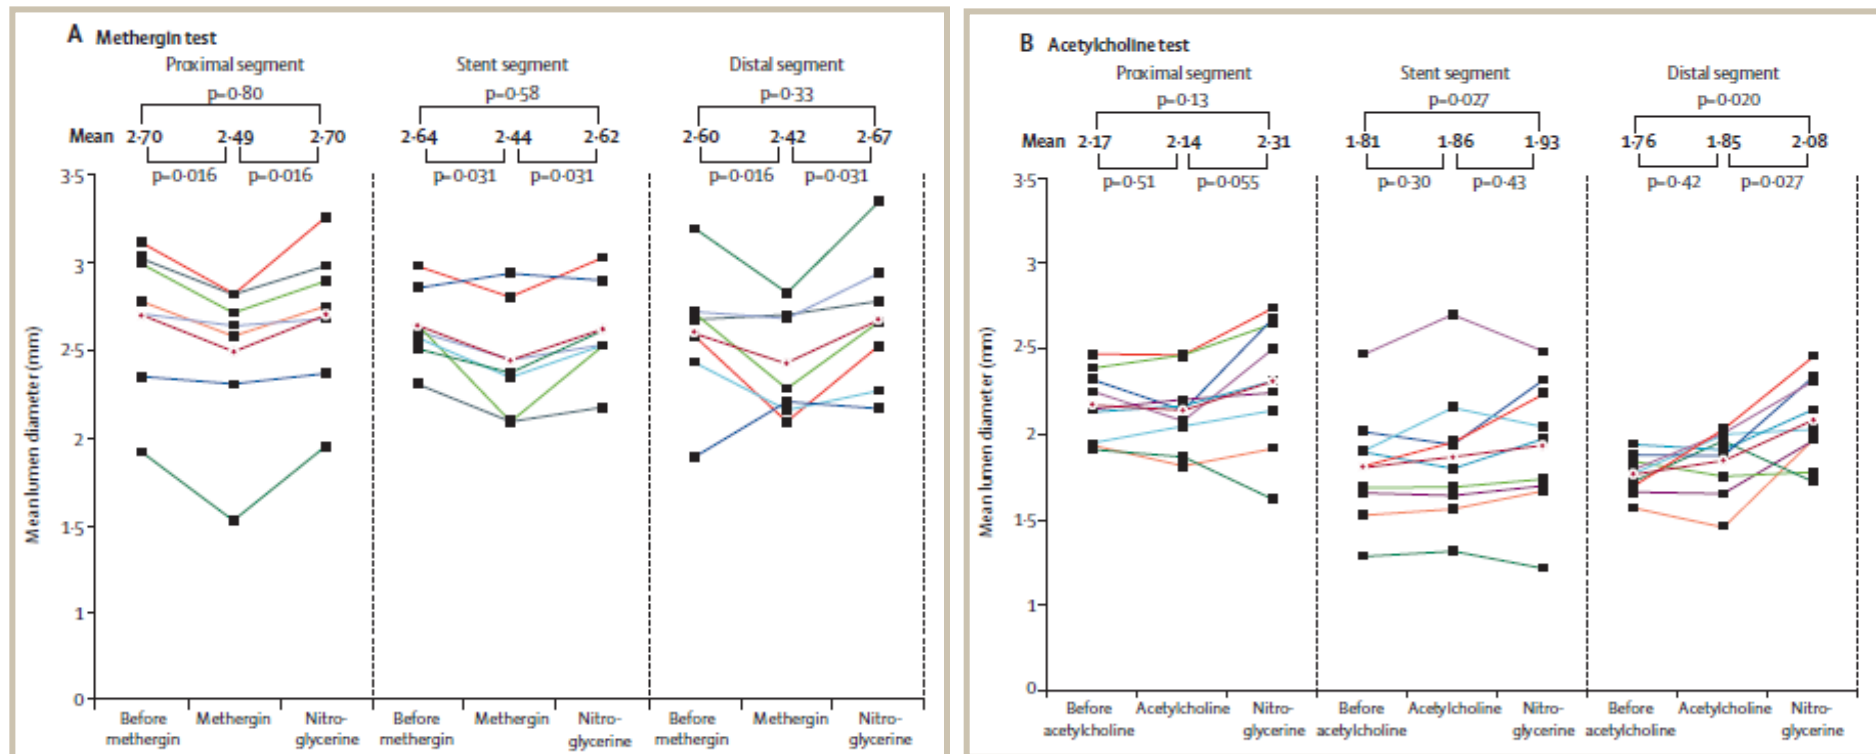 A Methergin test
Proximal segment Stent segment Distal segment
p=0·80 p=0·58 p=0·33
Mean 2·70 2·49 2·70 2·64 2·44 2·62 2·60 2·42 2·67
p=0·016 p=0·016 p=0·031 p=0·031 p=0·016 p=0·031
3·5
3
2·5
2
1·5
1
0
Mean lumen diameter (mm)
Before methergin Methergin Nitro-glycerine Before methergin Methergin Nitro-glycerine Before methergin Methergin Nitro-glycerine
B Acetylcholine test
Proximal segment Stent segment Distal segment
p=0·13 p=0·027 p=0·020
Mean 2·17 2·14 2·31 1·81 1·86 1·93 1·76 1·85 2·08
p=0·51 p=0·055 p=0·30 p=0·43 p=0·42 p=0·027
3·5
3
2·5
2
1·5
1
0
Mean lumen diameter (mm)
Before acetylcholine Acetylcholine Nitro-glycerine Before acetylcholine Acetylcholine Nitro-glycerine Before acetylcholine Acetylcholine Nitro-glycerine